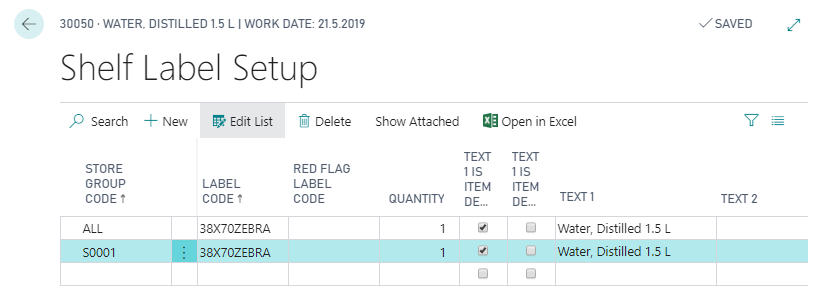 30050 · WATER, DISTILLED 1.5 L | WORK DATE: 21.5.2019
SAVED
Shelf Label Setup
Search + New Edit List Delete Show Attached Open in Excel
STORE GROUP CODE ↑
LABEL CODE ↑
RED FLAG LABEL CODE
QUANTITY
TEXT 1 IS ITEM DE...
TEXT 1 IS ITEM DE...
TEXT 1
TEXT 2
ALL 38X70ZEBRA 1 Water, Distilled 1.5 L
S0001 38X70ZEBRA 1 Water, Distilled 1.5 L